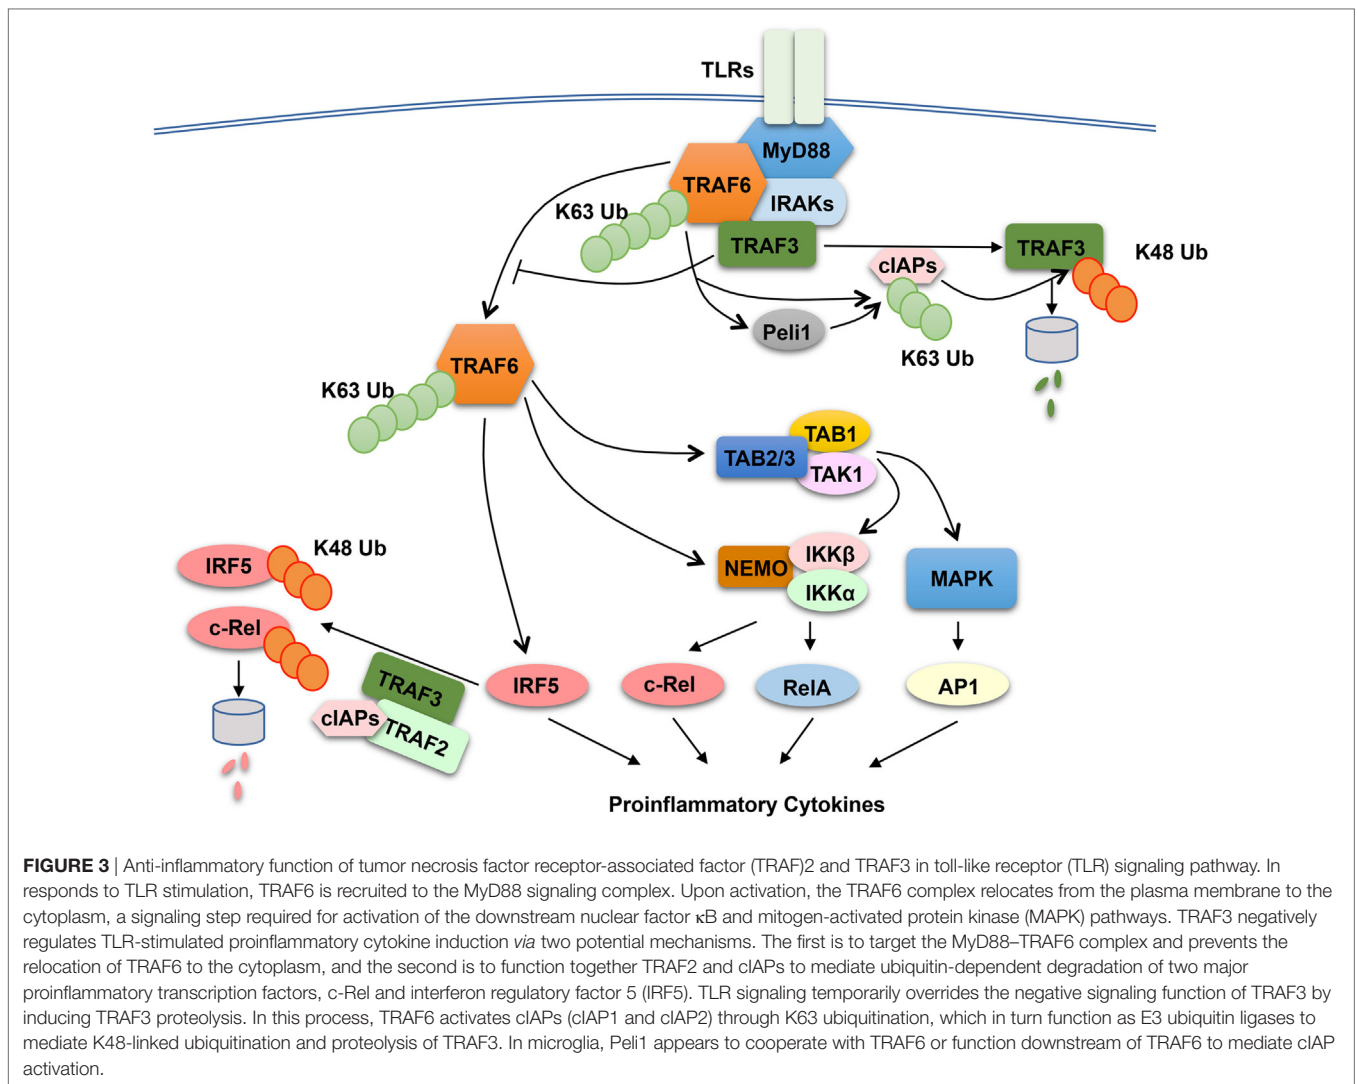 TLRs
MyD88
TRAF6
IRAKs
K63 Ub
TRAF3
TRAF3
K48 Ub
cIAPs
Peli1
K63 Ub
TRAF6
K63 Ub
TAB1
TAB2/3
TAK1
IRF5
K48 Ub
NEMO
IKKβ
IKKα
MAPK
c-Rel
TRAF3
cIAPs
TRAF2
IRF5
c-Rel
RelA
AP1
Proinflammatory Cytokines
FIGURE 3 | Anti-inflammatory function of tumor necrosis factor receptor-associated factor (TRAF)2 and TRAF3 in toll-like receptor (TLR) signaling pathway. In
responds to TLR stimulation, TRAF6 is recruited to the MyD88 signaling complex. Upon activation, the TRAF6 complex relocates from the plasma membrane to the
cytoplasm, a signaling step required for activation of the downstream nuclear factor κB and mitogen-activated protein kinase (MAPK) pathways. TRAF3 negatively
regulates TLR-stimulated proinflammatory cytokine induction via two potential mechanisms. The first is to target the MyD88–TRAF6 complex and prevents the
relocation of TRAF6 to the cytoplasm, and the second is to function together TRAF2 and cIAPs to mediate ubiquitin-dependent degradation of two major
proinflammatory transcription factors, c-Rel and interferon regulatory factor 5 (IRF5). TLR signaling temporarily overrides the negative signaling function of TRAF3 by
inducing TRAF3 proteolysis. In this process, TRAF6 activates cIAPs (cIAP1 and cIAP2) through K63 ubiquitination, which in turn function as E3 ubiquitin ligases to
mediate K48-linked ubiquitination and proteolysis of TRAF3. In microglia, Peli1 appears to cooperate with TRAF6 or function downstream of TRAF6 to mediate cIAP
activation.